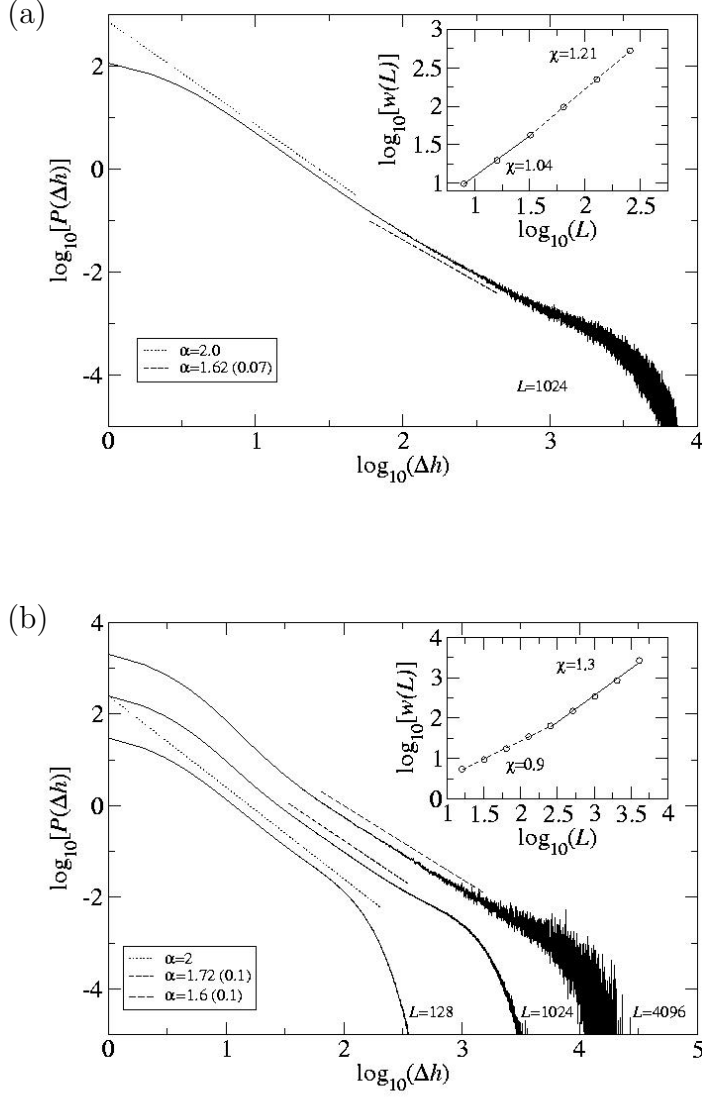 (a)
log10[P(Δh)]
2
0
-2
-4
0
1
2
3
4
log10(Δh)
α=2.0
α=1.62 (0.07)
L=1024
log10[w(L)]
3
2.5
2
1.5
1
1
1.5
2
2.5
log10(L)
χ=1.21
χ=1.04
(b)
log10[P(Δh)]
4
2
0
-2
-4
0
1
2
3
4
5
log10(Δh)
α=2
α=1.72 (0.1)
α=1.6 (0.1)
L=128
L=1024
L=4096
log10[w(L)]
4
3
2
1
0
1
1.5
2
2.5
3
3.5
4
log10(L)
χ=1.3
χ=0.9